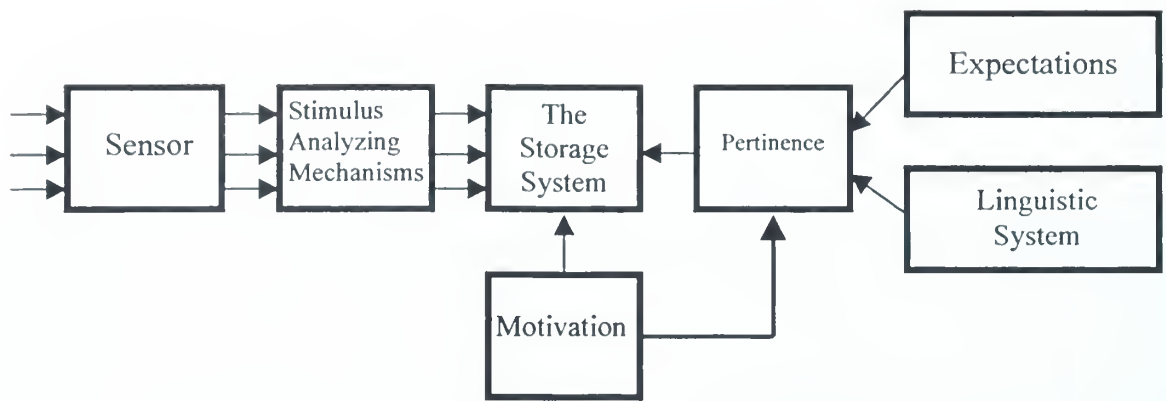 Sensor
Stimulus
Analyzing
Mechanisms
The
Storage
System
Pertinence
Expectations
Linguistic
System
Motivation